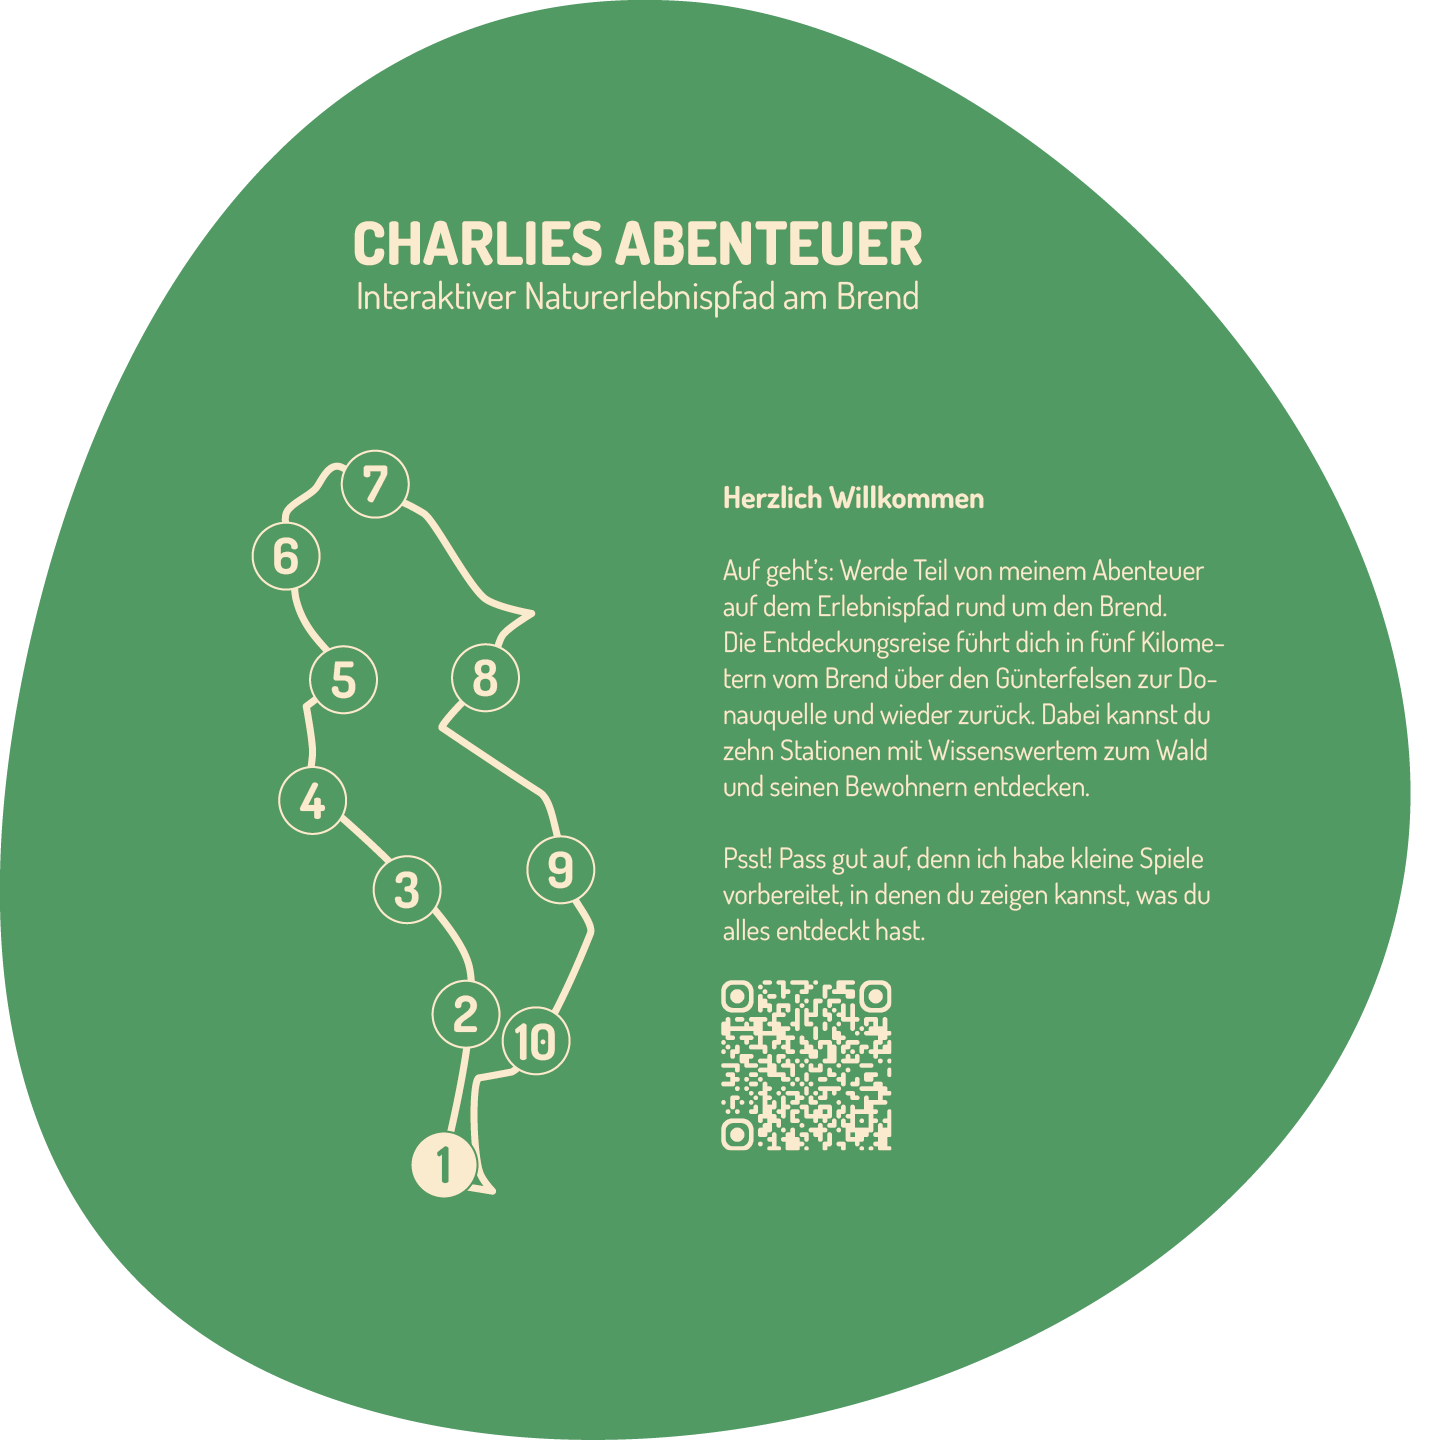 CHARLIES ABENTEUER
Interaktiver Naturerlebnispfad am Brend
7
6
5
8
4
3
9
2
10
1
Herzlich Willkommen
Auf geht's: Werde Teil von meinem Abenteuer
auf dem Erlebnispfad rund um den Brend.
Die Entdeckungsreise führt dich in fünf Kilome-
tern vom Brend über den Günterfelsen zur Do-
nauquelle und wieder zurück. Dabei kannst du
zehn Stationen mit Wissenswertem zum Wald
und seinen Bewohnern entdecken.
Psst! Pass gut auf, denn ich habe kleine Spiele
vorbereitet, in denen du zeigen kannst, was du
alles entdeckt hast.